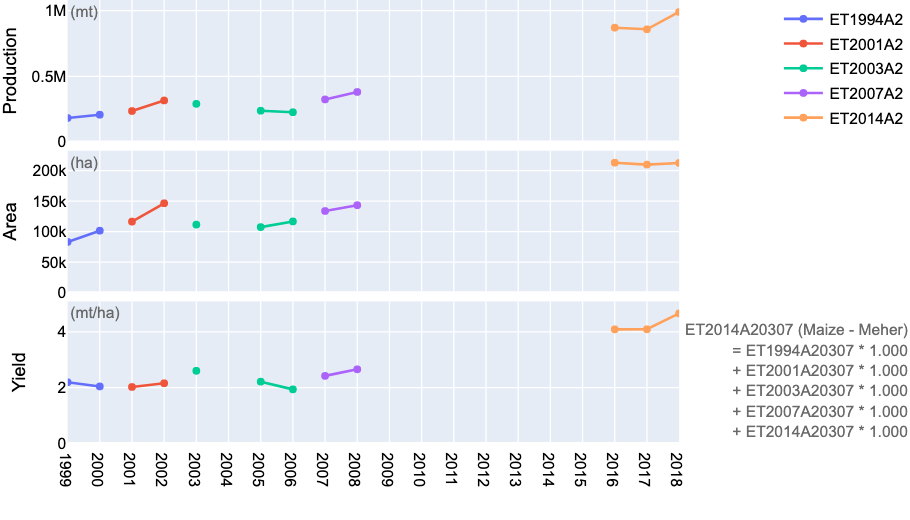 (mt)
Production
1M
0.5M
0
(ha)
Area
200k
150k
100k
50k
0
(mt/ha)
Yield
4
2
0
1999
2000
2001
2002
2003
2004
2005
2006
2007
2008
2009
2010
2011
2012
2013
2014
2015
2016
2017
2018
ET1994A2
ET2001A2
ET2003A2
ET2007A2
ET2014A2
ET2014A20307 (Maize - Meher)
= ET1994A20307 * 1.000
+ ET2001A20307 * 1.000
+ ET2003A20307 * 1.000
+ ET2007A20307 * 1.000
+ ET2014A20307 * 1.000